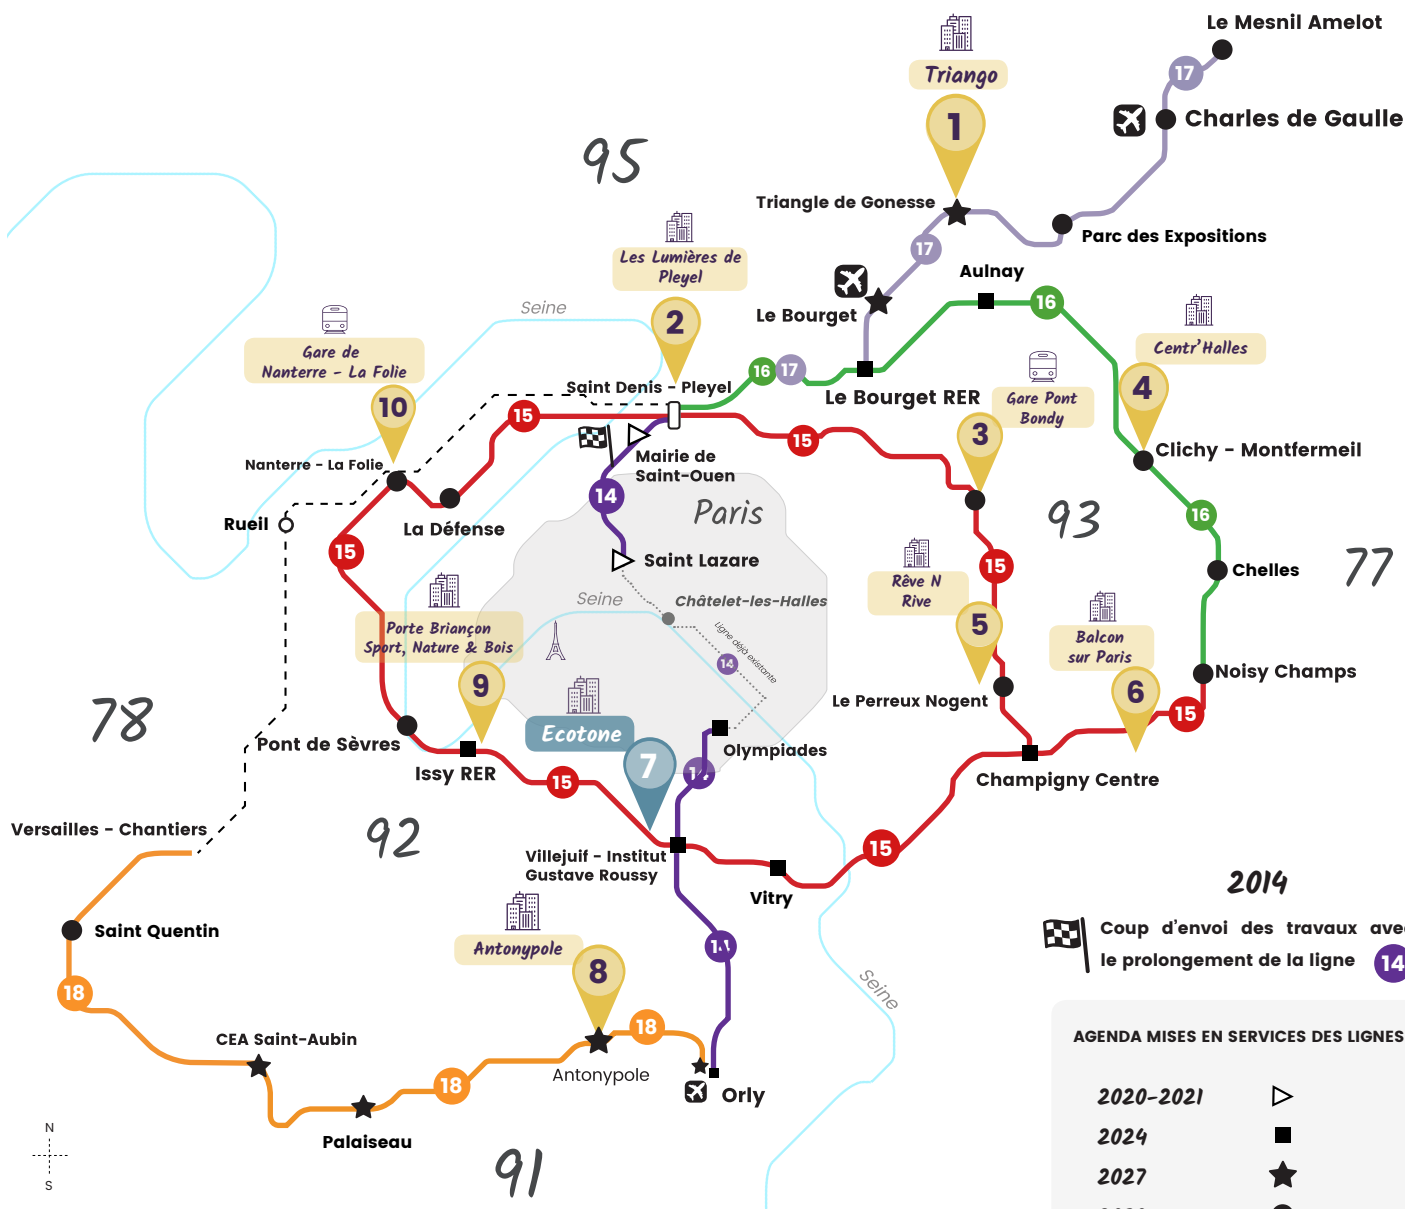 Le Mesnil Amelot
17
Triango
1
Charles de Gaulle
95
Triangle de Gonesse
Parc des Expositions
17
Les Lumières de
Pleyel
2
Aulnay
16
Le Bourget
Seine
Gare de
Nanterre - La Folie
10
Centr'Halles
4
Saint Denis - Pleyel
16
17
Le Bourget RER
Gare Pont
Bondy
3
15
15
Mairie de
Saint-Ouen
Clichy - Montfermeil
Nanterre - La Folie
14
Paris
93
16
Rueil
La Défense
15
Saint Lazare
15
Chelles
77
Rêve N
Rive
5
Seine
Châtelet-les-Halles
Ligne déjà existante
14
Porte Briançon
Sport, Nature & Bois
9
Balcon
sur Paris
6
Noisy Champs
Le Perreux Nogent
15
78
Pont de Sèvres
Ecotone
7
Olympiades
Issy RER
15
14
Champigny Centre
Versailles - Chantiers
92
Villejuif - Institut
Gustave Roussy
15
Vitry
2014
Saint Quentin
Antonypole
8
14
Coup d'envoi des travaux ave
le prolongement de la ligne 14
Seine
18
18
CEA Saint-Aubin
Antonypole
18
Orly
Palaiseau
91
N
S
AGENDA MISES EN SERVICES DES LIGNES
2020-2021
2024
2027